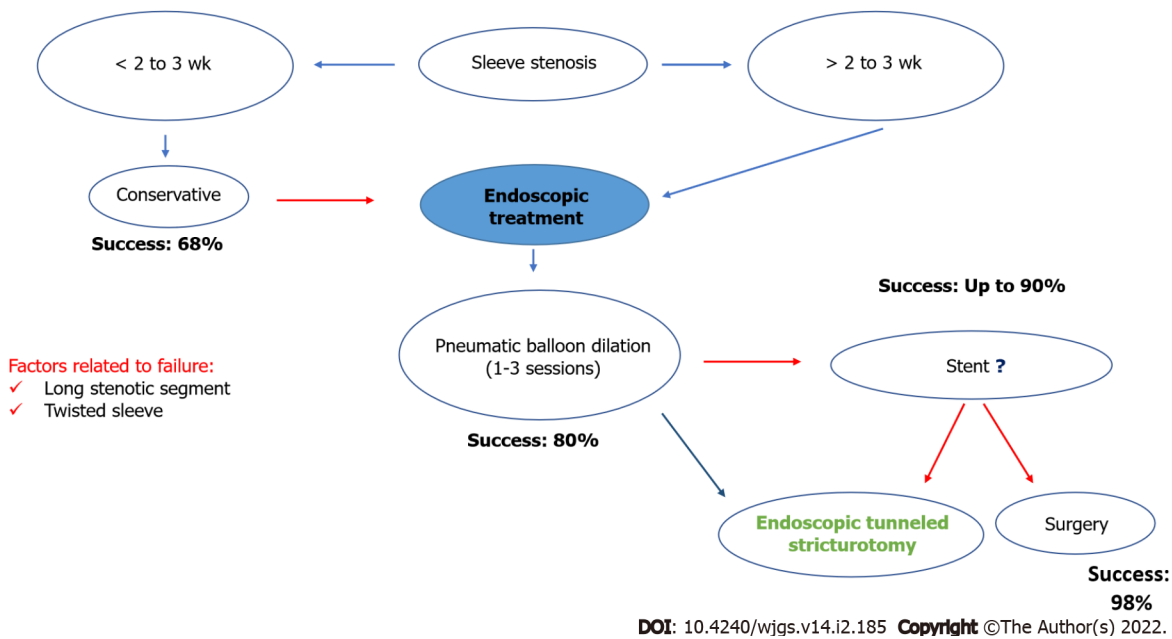 < 2 to 3 wk
Sleeve stenosis
> 2 to 3 wk
Conservative
Success: 68%
Endoscopic
treatment
Success: Up to 90%
Pneumatic balloon dilation
(1-3 sessions)
Success: 80%
Stent ?
Factors related to failure:
✓ Long stenotic segment
✓ Twisted sleeve
Endoscopic tunneled
stricturotomy
Surgery
Success:
98%
DOI: 10.4240/wjgs.v14.i2.185 Copyright ©The Author(s) 2022.